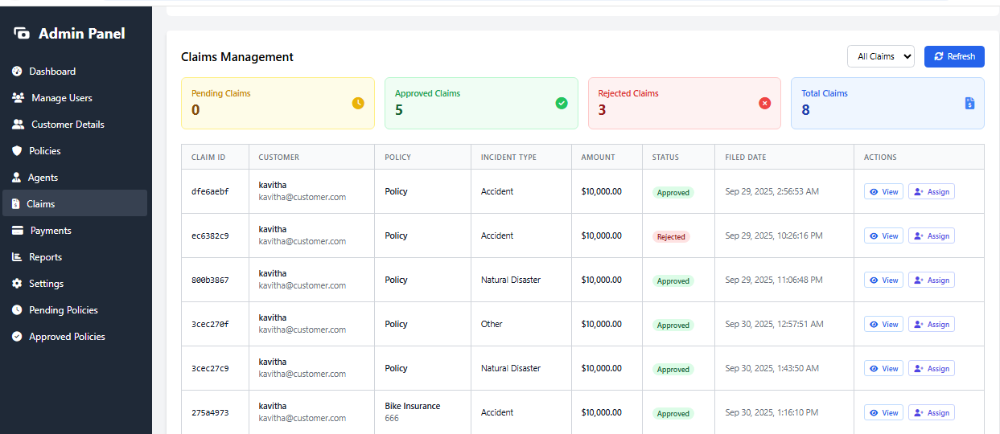 Admin Panel
Dashboard
Manage Users
Customer Details
Policies
Agents
Claims
Payments
Reports
Settings
Pending Policies
Approved Policies
Claims Management
All Claims
Refresh
Pending Claims
0
Approved Claims
5
Rejected Claims
3
Total Claims
8
CLAIM ID CUSTOMER POLICY INCIDENT TYPE AMOUNT STATUS FILED DATE ACTIONS
dfe6aebf kavitha Policy Accident $10,000.00 Approved Sep 29, 2025, 2:56:53 AM View Assign
kavitha@customer.com
ec6382c9 kavitha Policy Accident $10,000.00 Rejected Sep 29, 2025, 10:26:16 PM View Assign
kavitha@customer.com
800b3867 kavitha Policy Natural Disaster $10,000.00 Approved Sep 29, 2025, 11:06:48 PM View Assign
kavitha@customer.com
3cec270f kavitha Policy Other $10,000.00 Approved Sep 30, 2025, 12:57:51 AM View Assign
kavitha@customer.com
3cec27c9 kavitha Policy Natural Disaster $10,000.00 Approved Sep 30, 2025, 1:43:50 AM View Assign
kavitha@customer.com
275a4973 kavitha Bike Insurance Accident $10,000.00 Approved Sep 30, 2025, 1:16:10 PM View Assign
kavitha@customer.com 666